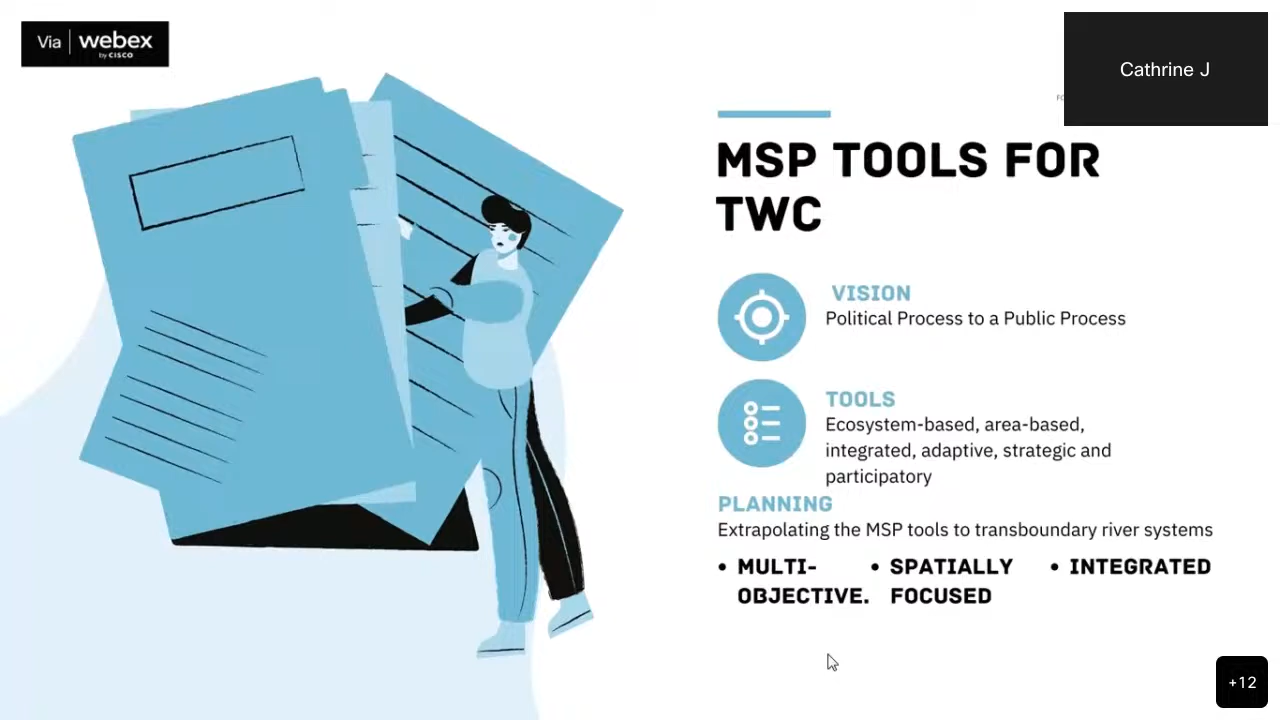 Via webex
by CISCO
Cathrine J
MSP TOOLS FOR
TWC
VISION
Political Process to a Public Process
TOOLS
Ecosystem-based, area-based,
integrated, adaptive, strategic and
participatory
PLANNING
Extrapolating the MSP tools to transboundary river systems
• MULTI-
OBJECTIVE.
• SPATIALLY
FOCUSED
• INTEGRATED
+12